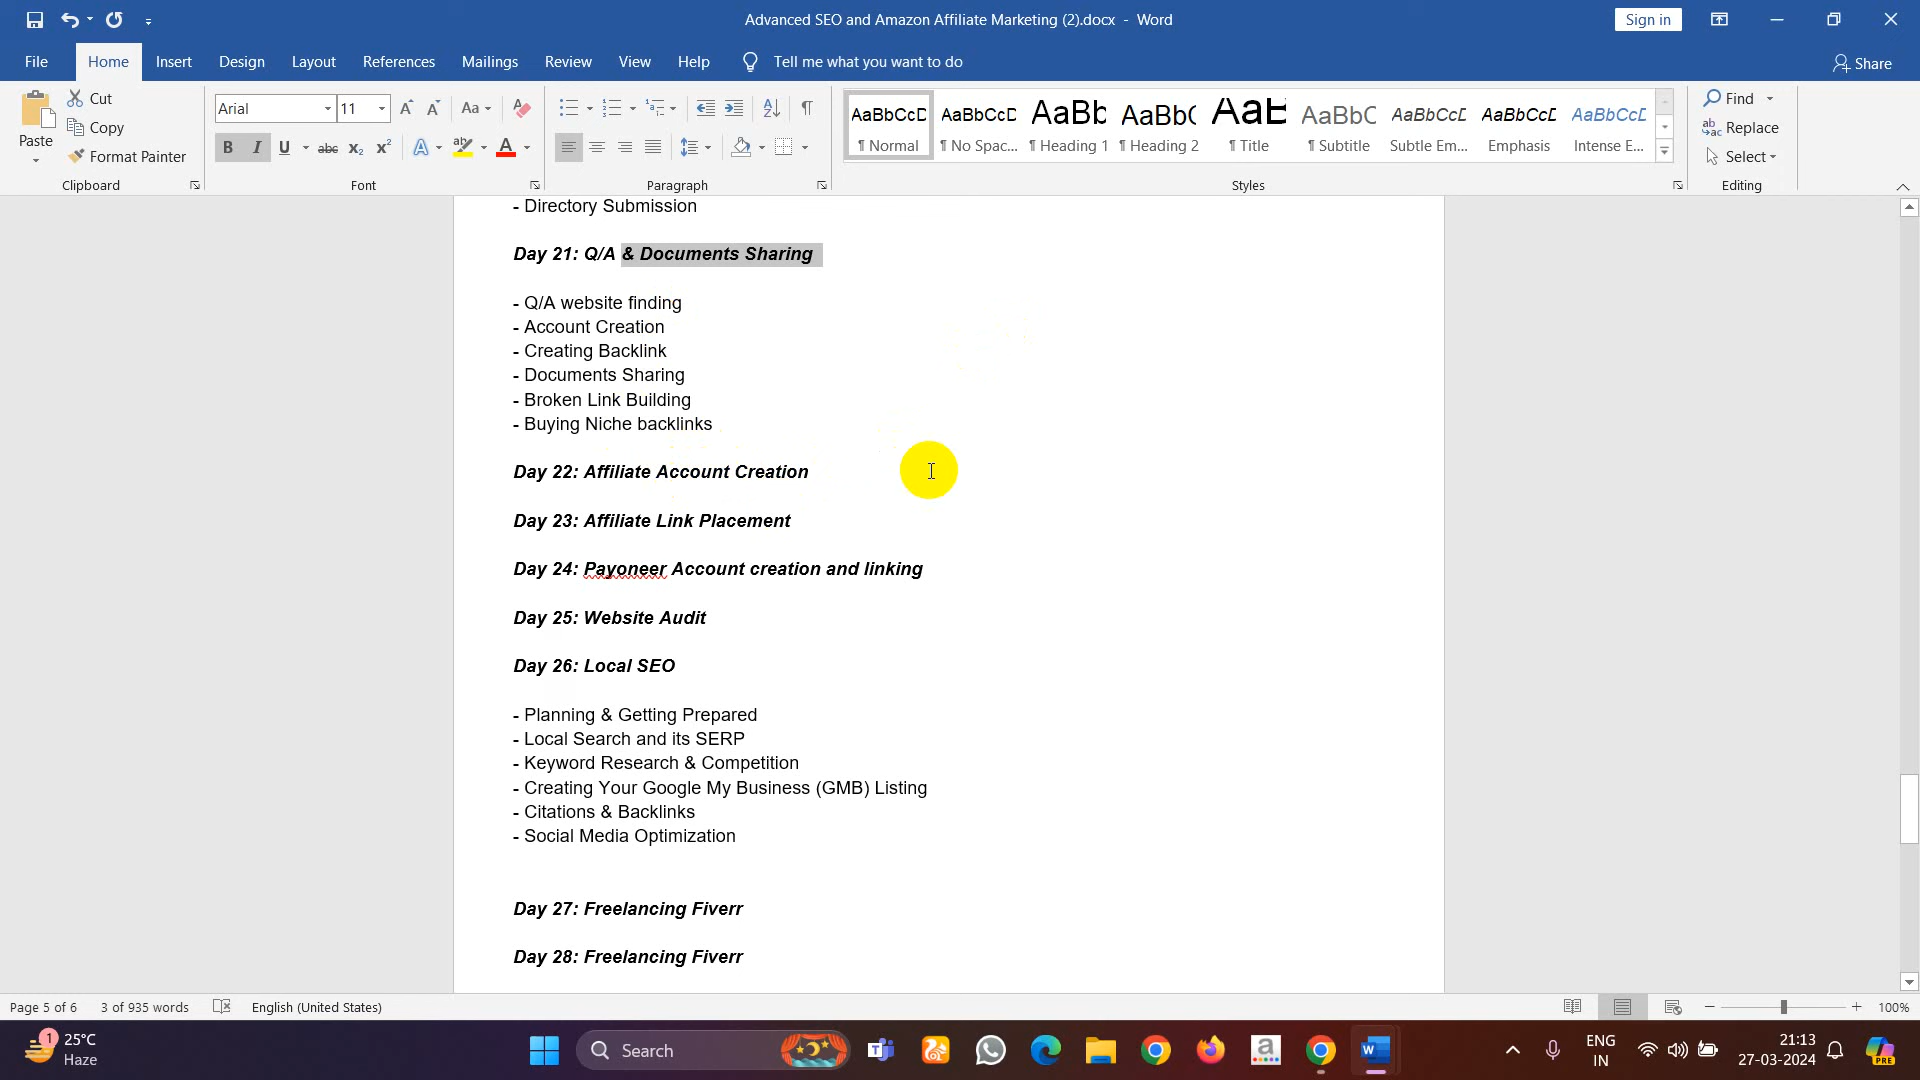 Advanced SEO and Amazon Affiliate Marketing (2).docx - Word
Sign in
File Home Insert Design Layout References Mailings Review View Help Tell me what you want to do
Share
Paste
Cut
Copy
Format Painter
Clipboard
Arial 11
Font
Paragraph
AaBbCcD AaBbCcD AaBb AaBb( AaB AaBbC AaBbCcD AaBbCcD AaBbCcD
¶ Normal ¶ No Spac... ¶ Heading 1 ¶ Heading 2 ¶ Title ¶ Subtitle Subtle Em... Emphasis Intense E...
Styles
Find
Replace
Select
Editing
- Directory Submission
Day 21: Q/A & Documents Sharing
- Q/A website finding
- Account Creation
- Creating Backlink
- Documents Sharing
- Broken Link Building
- Buying Niche backlinks
Day 22: Affiliate Account Creation
Day 23: Affiliate Link Placement
Day 24: Payoneer Account creation and linking
Day 25: Website Audit
Day 26: Local SEO
- Planning & Getting Prepared
- Local Search and its SERP
- Keyword Research & Competition
- Creating Your Google My Business (GMB) Listing
- Citations & Backlinks
- Social Media Optimization
Day 27: Freelancing Fiverr
Day 28: Freelancing Fiverr
Page 5 of 6 3 of 935 words English (United States)
100%
1
25°C
Haze
Search
ENG
IN
21:13
27-03-2024